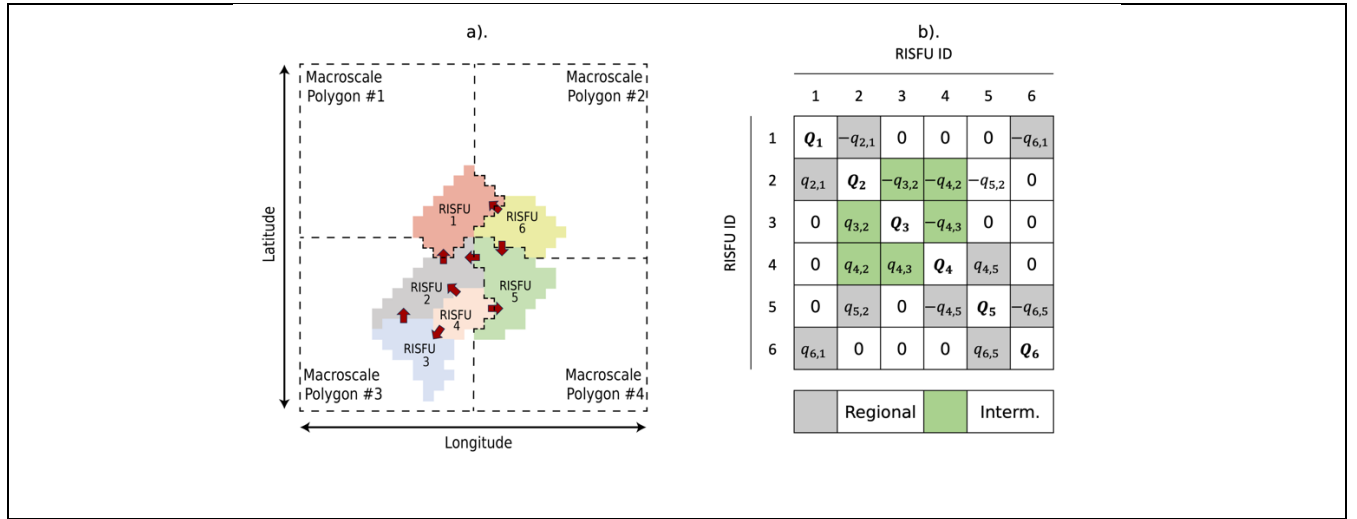 a).
Macroscale
Polygon #1
Macroscale
Polygon #2
RISFU
1
RISFU
6
RISFU
2
RISFU
5
RISFU
4
RISFU
3
Macroscale
Polygon #3
Macroscale
Polygon #4
Latitude
Longitude
b).
RISFU ID
1 2 3 4 5 6
RISFU ID
1 Q₁ −q₂,₁ 0 0 0 −q₆,₁
2 q₂,₁ Q₂ −q₃,₂ −q₄,₂ −q₅,₂ 0
3 0 q₃,₂ Q₃ −q₄,₃ 0 0
4 0 q₄,₂ q₄,₃ Q₄ q₄,₅ 0
5 0 q₅,₂ 0 −q₄,₅ Q₅ −q₆,₅
6 q₆,₁ 0 0 0 q₆,₅ Q₆
Regional Interm.